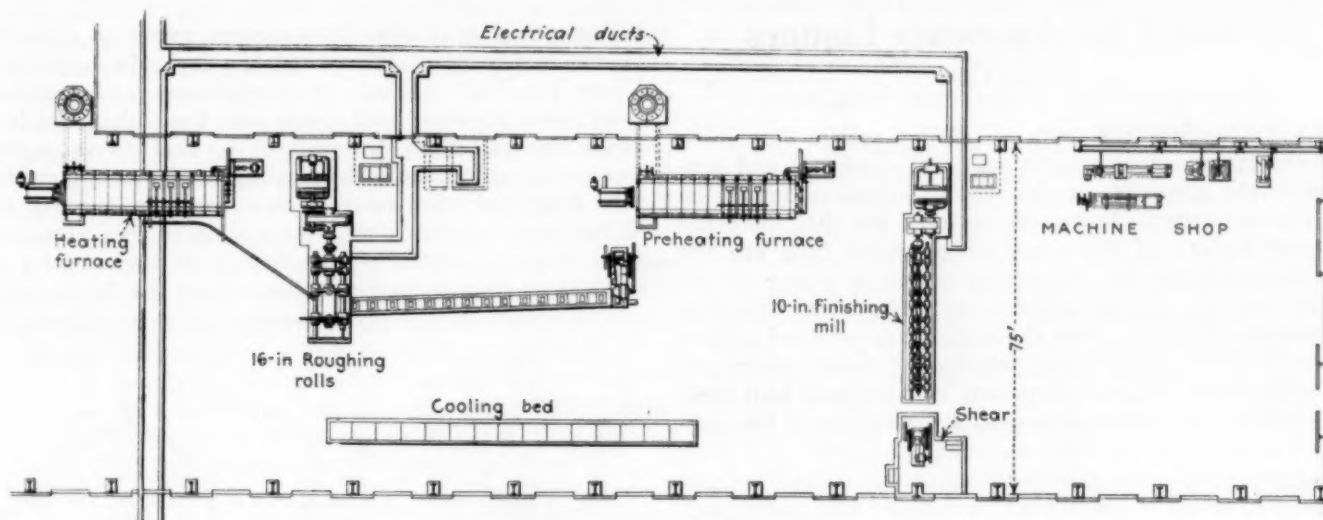 Electrical ducts
Heating
furnace
Preheating furnace
MACHINE SHOP
16-in Roughing
rolls
10-in. Finishing
mill
75'
Cooling bed
Shear